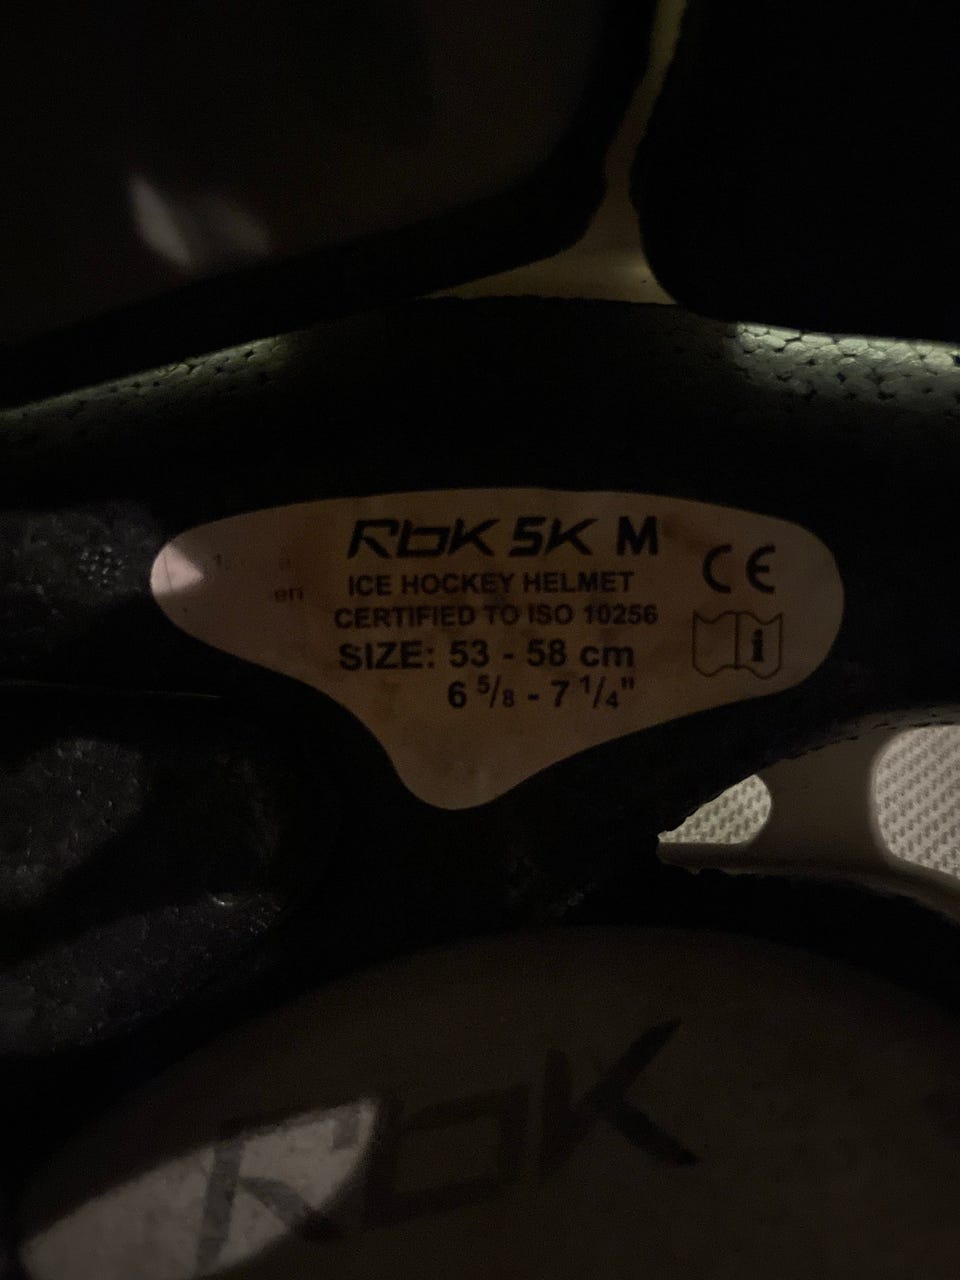 Rbk 5K M
ICE HOCKEY HELMET
CERTIFIED TO ISO 10256
SIZE: 53 - 58 cm
6 5/8 - 7 1/4"
CE
i
en
Rbk